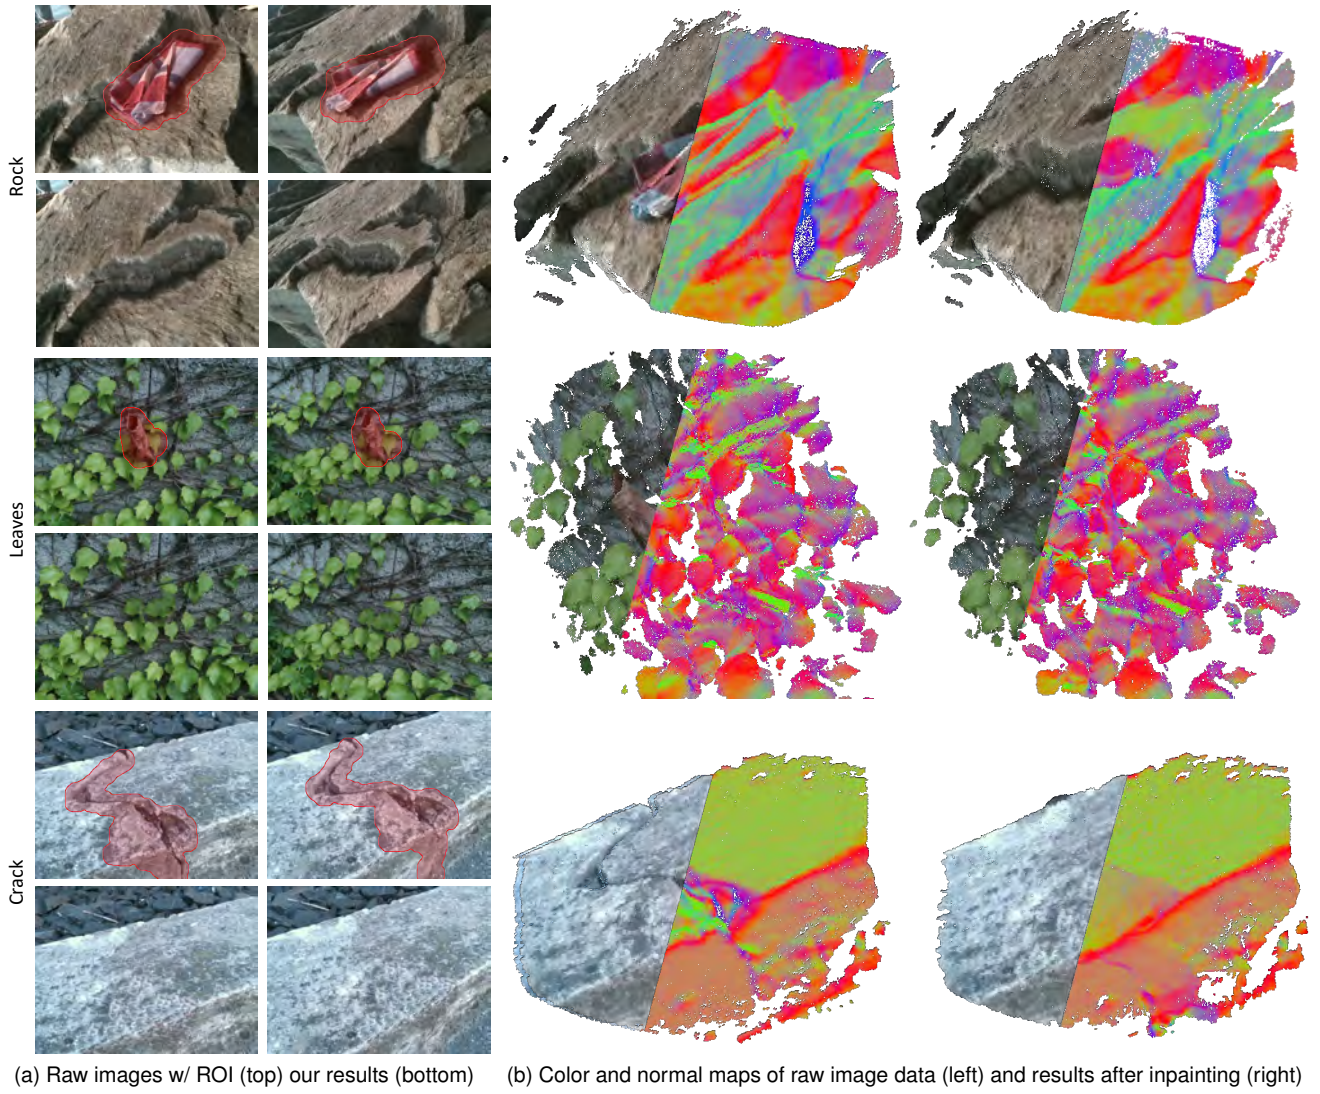 Rock
Leaves
Crack
(a) Raw images w/ ROI (top) our results (bottom)
(b) Color and normal maps of raw image data (left) and results after inpainting (right)